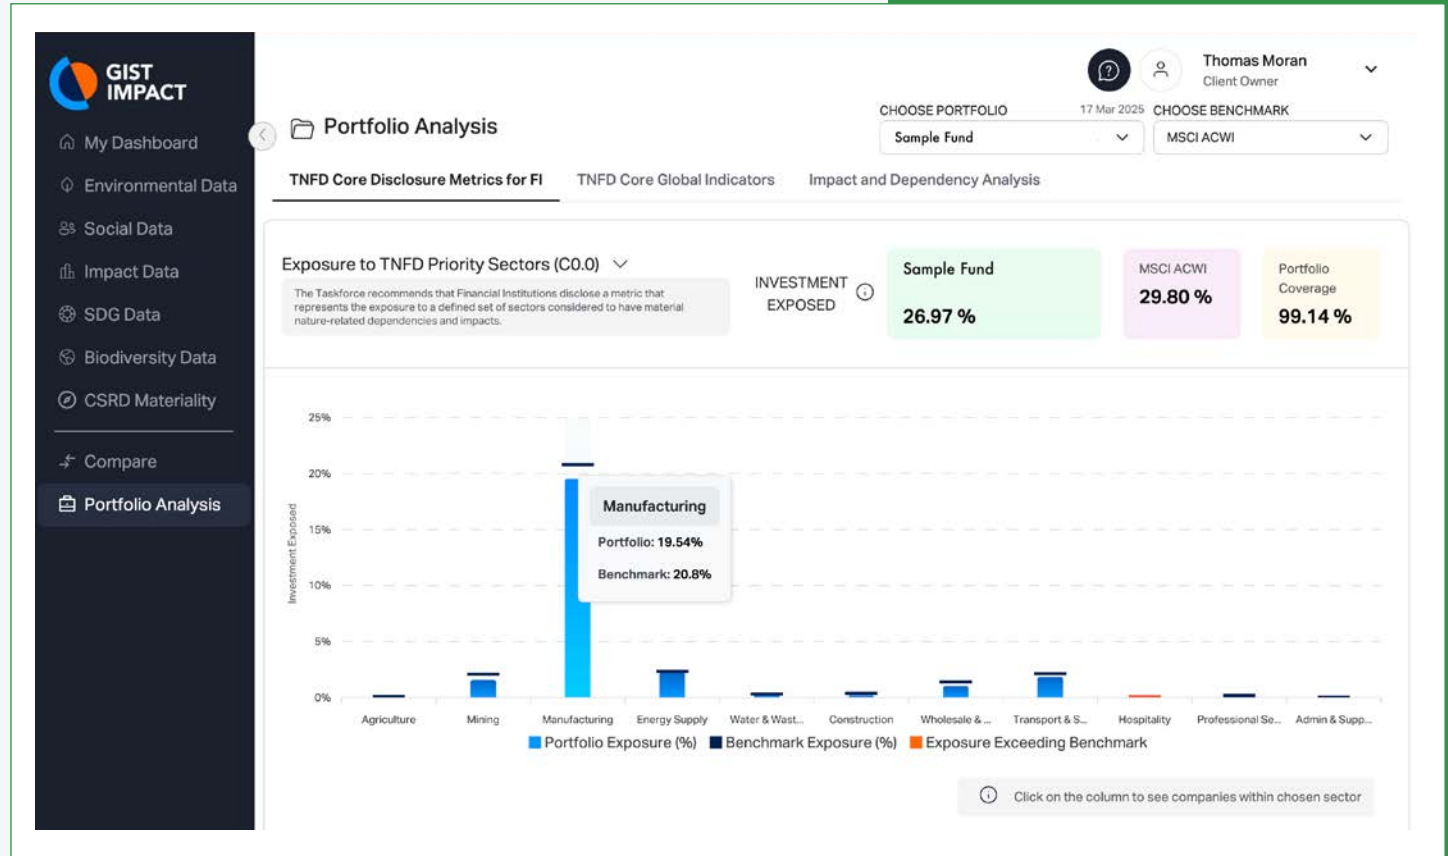 GIST
IMPACT
My Dashboard
Environmental Data
Social Data
Impact Data
SDG Data
Biodiversity Data
CSRD Materiality
Compare
Portfolio Analysis
Thomas Moran
Client Owner
Portfolio Analysis
CHOOSE PORTFOLIO
17 Mar 2025
CHOOSE BENCHMARK
Sample Fund
MSCI ACWI
TNFD Core Disclosure Metrics for FI
TNFD Core Global Indicators
Impact and Dependency Analysis
Exposure to TNFD Priority Sectors (C0.0)
The Taskforce recommends that Financial Institutions disclose a metric that
represents the exposure to a defined set of sectors considered to have material
nature-related dependencies and impacts.
INVESTMENT
EXPOSED
Sample Fund
26.97 %
MSCI ACWI
29.80 %
Portfolio
Coverage
99.14 %
Investment Exposed
25%
20%
15%
10%
5%
0%
Manufacturing
Portfolio: 19.54%
Benchmark: 20.8%
Agriculture
Mining
Manufacturing
Energy Supply
Water & Wast...
Construction
Wholesale & ...
Transport & S...
Hospitality
Professional Se...
Admin & Supp...
Portfolio Exposure (%)
Benchmark Exposure (%)
Exposure Exceeding Benchmark
Click on the column to see companies within chosen sector